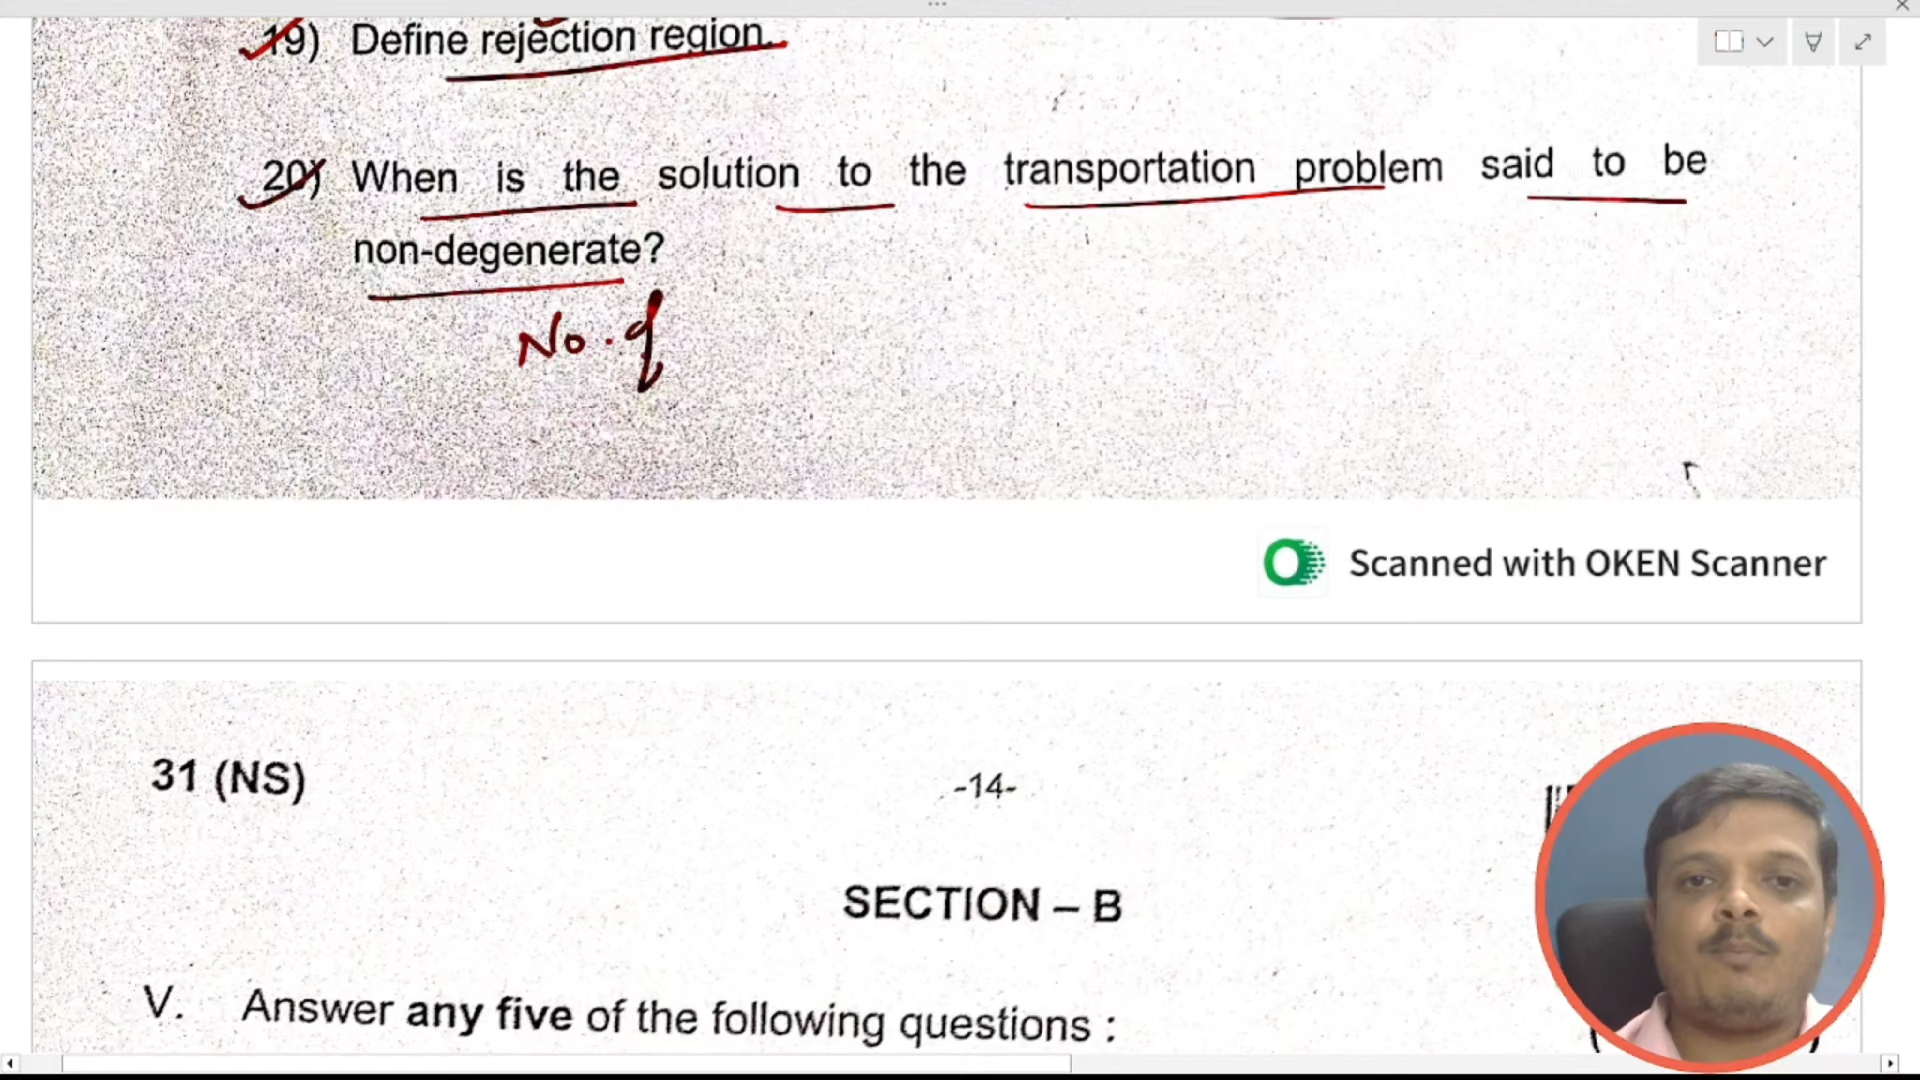 19) Define rejection region.
20) When is the solution to the transportation problem said to be
non-degenerate?
No. of
Scanned with OKEN Scanner
31 (NS)
-14-
SECTION – B
V. Answer any five of the following questions :